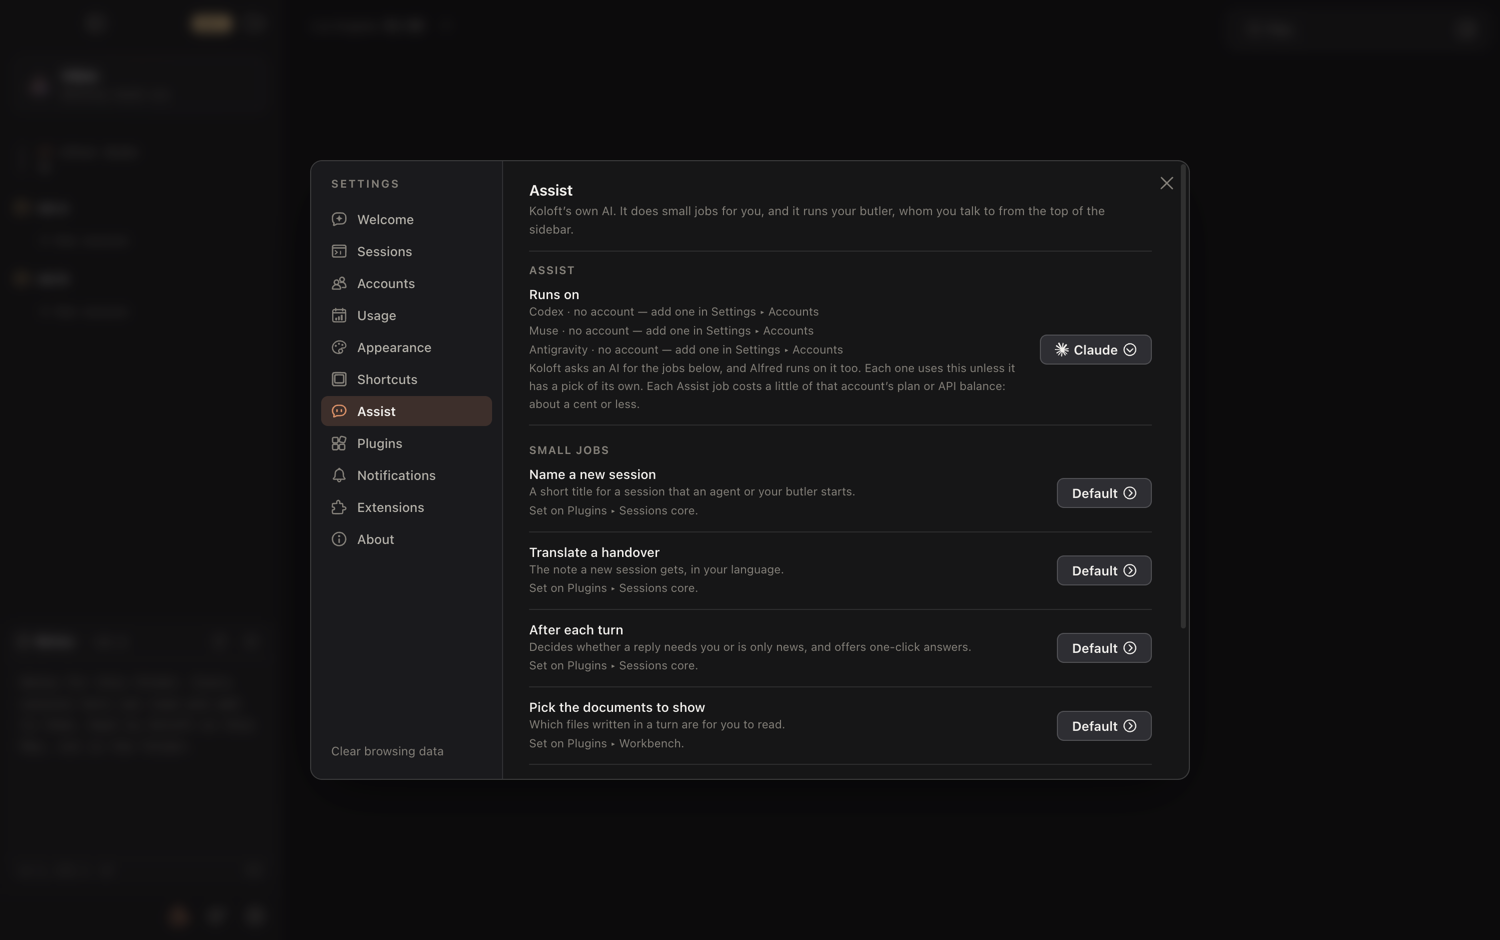 SETTINGS
Welcome
Sessions
Accounts
Usage
Appearance
Shortcuts
Assist
Plugins
Notifications
Extensions
About
Clear browsing data
Assist
Koloft's own AI. It does small jobs for you, and it runs your butler, whom you talk to from the top of the
sidebar.
ASSIST
Runs on
Codex · no account — add one in Settings ▸ Accounts
Muse · no account — add one in Settings ▸ Accounts
Antigravity · no account — add one in Settings ▸ Accounts
Koloft asks an AI for the jobs below, and Alfred runs on it too. Each one uses this unless it
has a pick of its own. Each Assist job costs a little of that account's plan or API balance:
about a cent or less.
Claude
SMALL JOBS
Name a new session
A short title for a session that an agent or your butler starts.
Set on Plugins ▸ Sessions core.
Default
Translate a handover
The note a new session gets, in your language.
Set on Plugins ▸ Sessions core.
Default
After each turn
Decides whether a reply needs you or is only news, and offers one-click answers.
Set on Plugins ▸ Sessions core.
Default
Pick the documents to show
Which files written in a turn are for you to read.
Set on Plugins ▸ Workbench.
Default